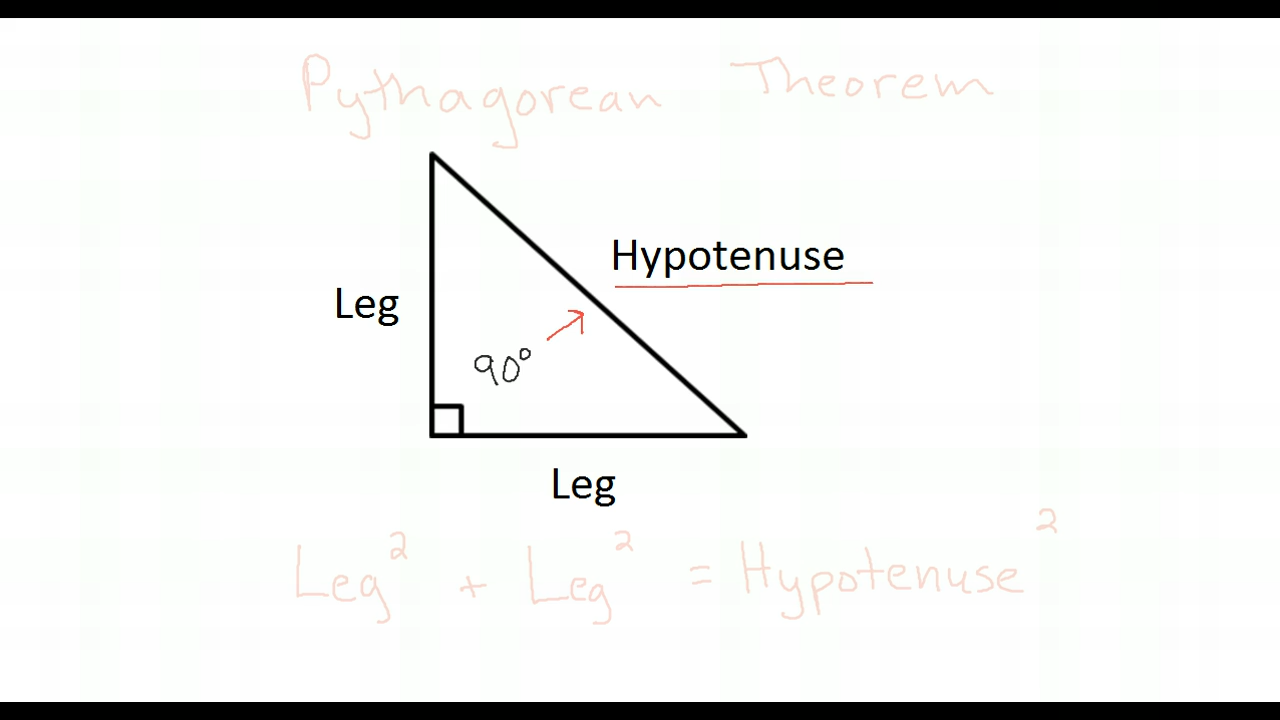 Pythagorean Theorem
Hypotenuse
Leg
90°
Leg
Leg² + Leg² = Hypotenuse²